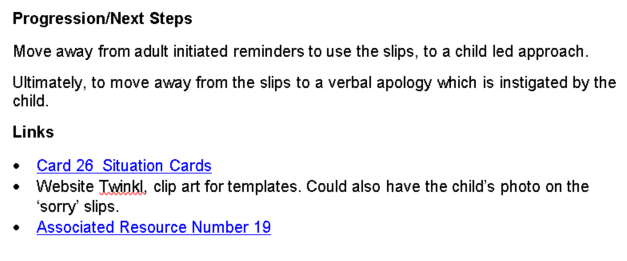 Progression/Next Steps
Move away from adult initiated reminders to use the slips, to a child led approach.
Ultimately, to move away from the slips to a verbal apology which is instigated by the
child.
Links
• Card 26 Situation Cards
• Website Twinkl, clip art for templates. Could also have the child's photo on the
‘sorry’ slips.
• Associated Resource Number 19